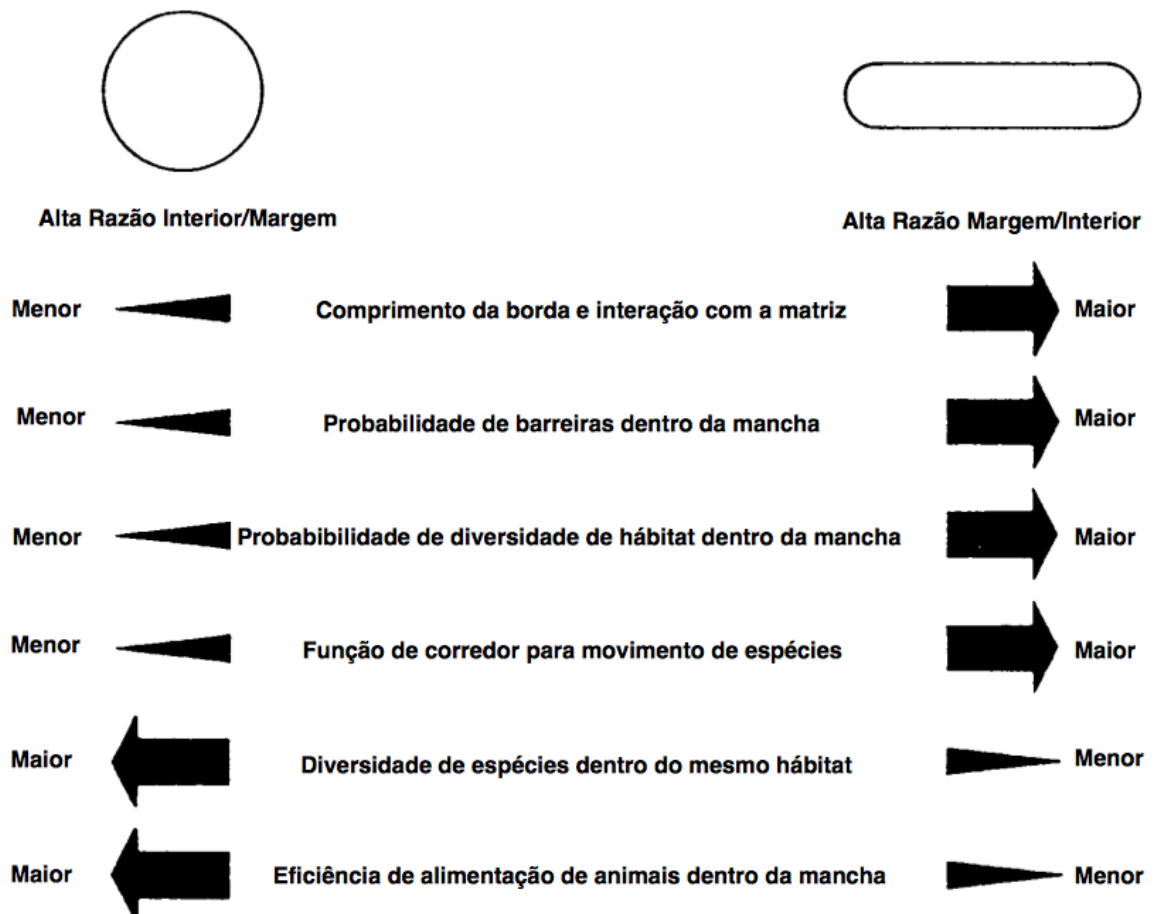 Alta Razão Interior/Margem
Alta Razão Margem/Interior
Menor Comprimento da borda e interação com a matriz Maior
Menor Probabilidade de barreiras dentro da mancha Maior
Menor Probabibilidade de diversidade de hábitat dentro da mancha Maior
Menor Função de corredor para movimento de espécies Maior
Maior Diversidade de espécies dentro do mesmo hábitat Menor
Maior Eficiência de alimentação de animais dentro da mancha Menor